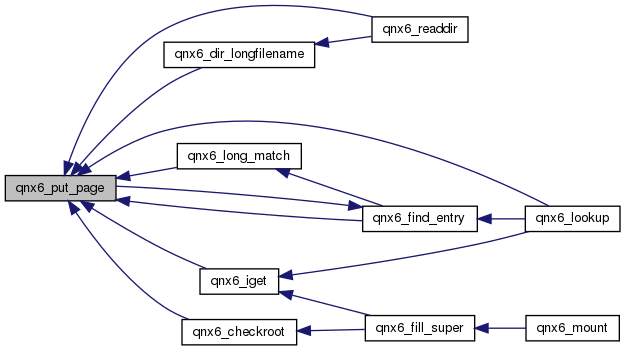 qnx6_readdir
qnx6_dir_longfilename
qnx6_long_match
qnx6_put_page
qnx6_find_entry
qnx6_lookup
qnx6_iget
qnx6_checkroot
qnx6_fill_super
qnx6_mount